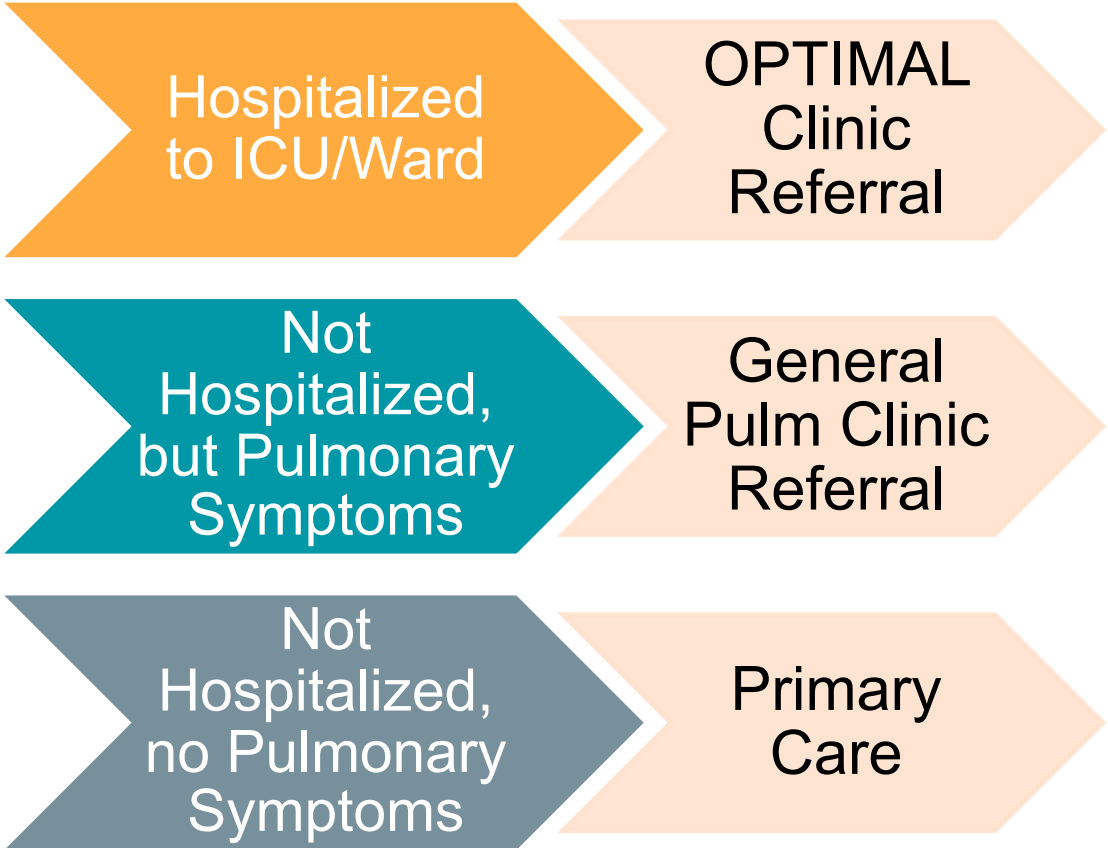 Hospitalized
to ICU/Ward
OPTIMAL
Clinic
Referral
Not
Hospitalized,
but Pulmonary
Symptoms
General
Pulm Clinic
Referral
Not
Hospitalized,
no Pulmonary
Symptoms
Primary
Care